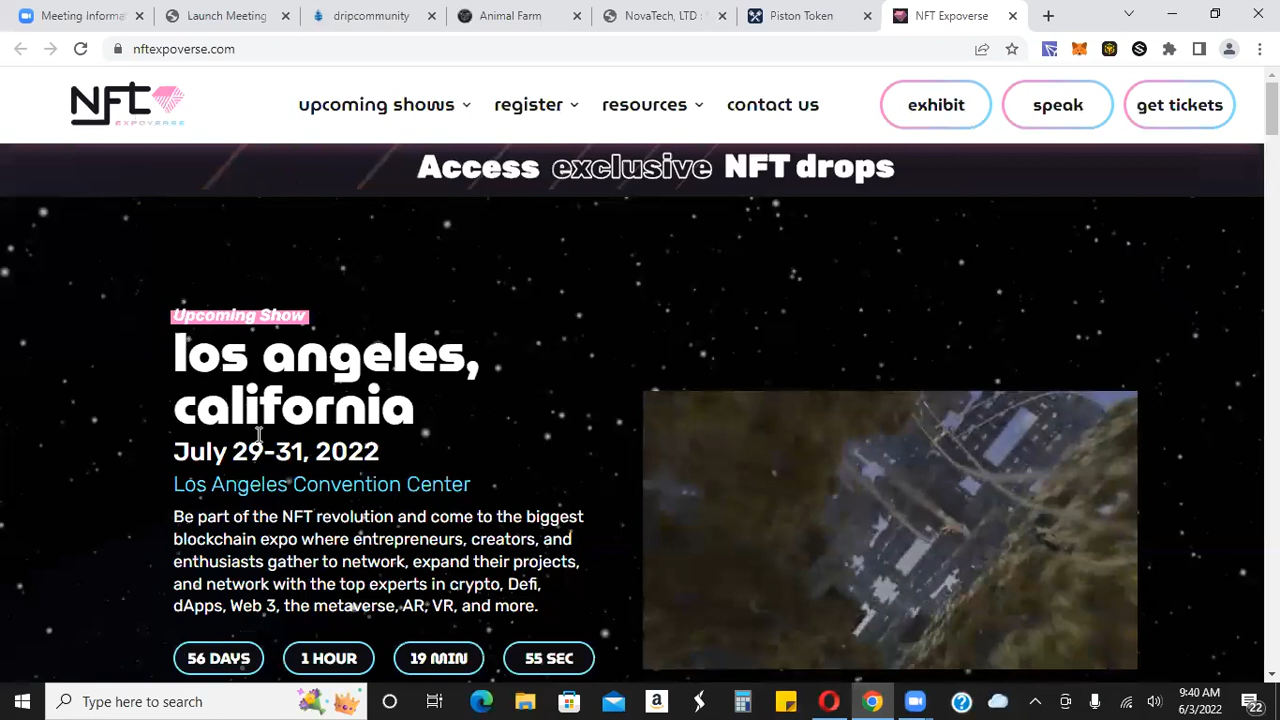 Meeting Informa
Launch Meeting
dripcommunity
Animal Farm
NovaTech, LTD :
Piston Token
NFT Expoverse
nftexpoverse.com
NFT
EXPOVERSE
upcoming shows
register
resources
contact us
exhibit
speak
get tickets
Access exclusive NFT drops
Upcoming Show
los angeles,
california
July 29-31, 2022
Los Angeles Convention Center
Be part of the NFT revolution and come to the biggest
blockchain expo where entrepreneurs, creators, and
enthusiasts gather to network, expand their projects,
and network with the top experts in crypto, Defi,
dApps, Web 3, the metaverse, AR, VR, and more.
56 DAYS
1 HOUR
19 MIN
55 SEC
Type here to search
9:40 AM
6/3/2022
22